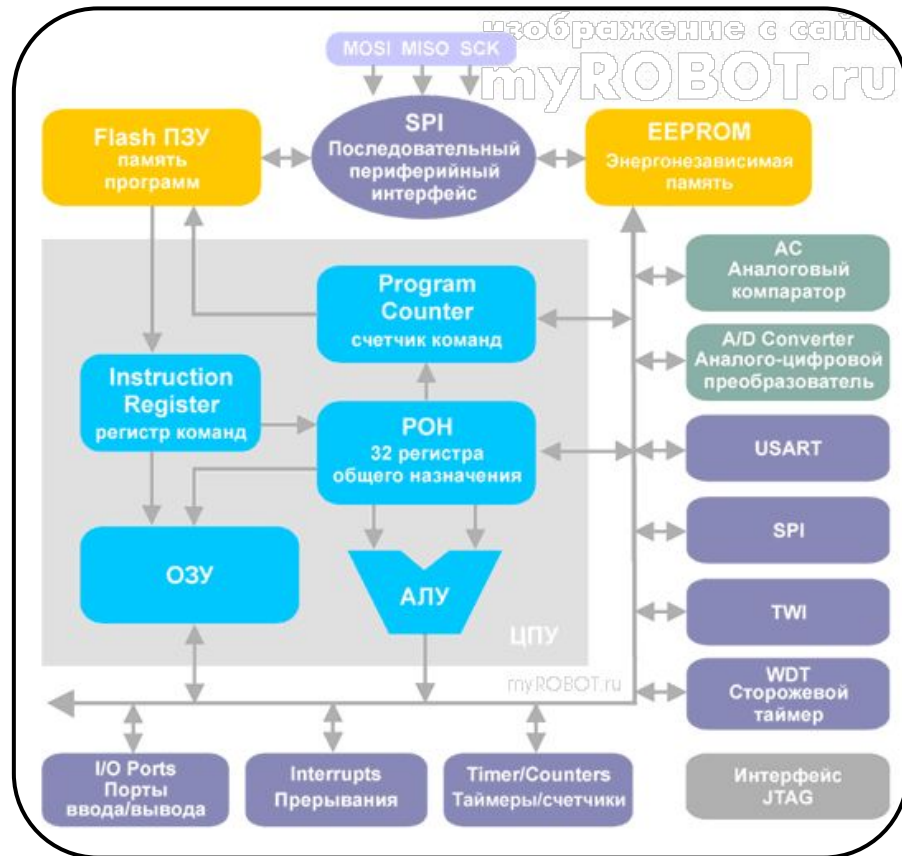 изображение с сайта
myROBOT.ru
MOSI MISO SCK
SPI
Последовательный
периферийный
интерфейс
Flash ПЗУ
память
программ
EEPROM
Энергонезависимая
память
AC
Аналоговый
компаратор
Program
Counter
счетчик команд
A/D Converter
Аналого-цифровой
преобразователь
Instruction
Register
регистр команд
РОН
32 регистра
общего назначения
USART
SPI
ОЗУ
АЛУ
TWI
ЦПУ
myROBOT.ru
WDT
Сторожевой
таймер
I/O Ports
Порты
ввода/вывода
Interrupts
Прерывания
Timer/Counters
Таймеры/счетчики
Интерфейс
JTAG